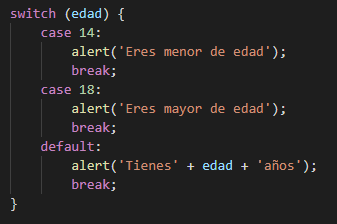 switch (edad) {
    case 14:
        alert('Eres menor de edad');
        break;
    case 18:
        alert('Eres mayor de edad');
        break;
    default:
        alert('Tienes' + edad + 'años');
        break;
}